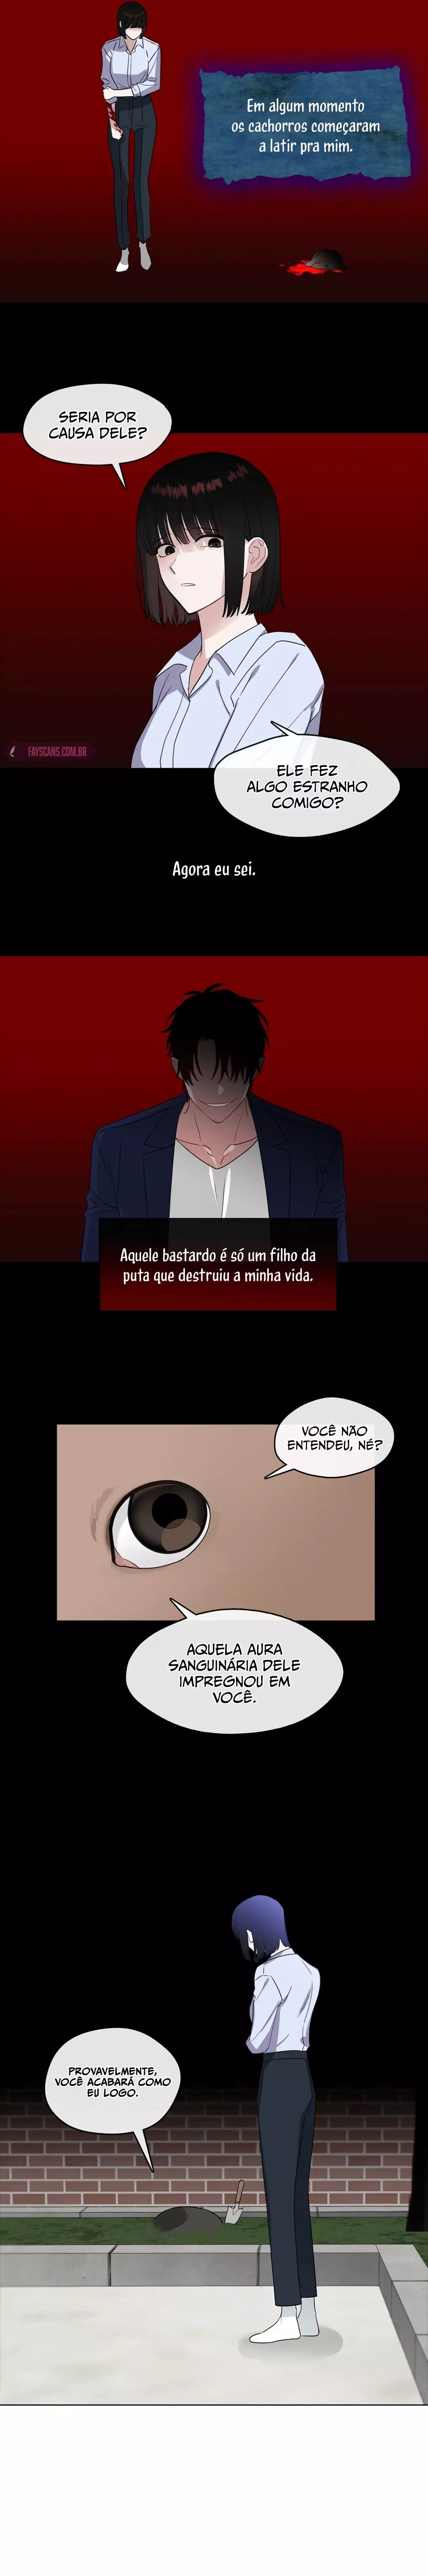 Em algum momento
os cachorros começaram
a latir pra mim.
SERIA POR
CAUSA DELE?
FAYSCANS.COM.BR
ELE FEZ
ALGO ESTRANHO
COMIGO?
Agora eu sei.
Aquele bastardo é só um filho da
puta que destruiu a minha vida.
VOCÊ NÃO
ENTENDEU, NÉ?
AQUELA AURA
SANGUINÁRIA DELE
IMPREGNOU EM
VOCÊ.
PROVAVELMENTE,
VOCÊ ACABARÁ COMO
EU LOGO.